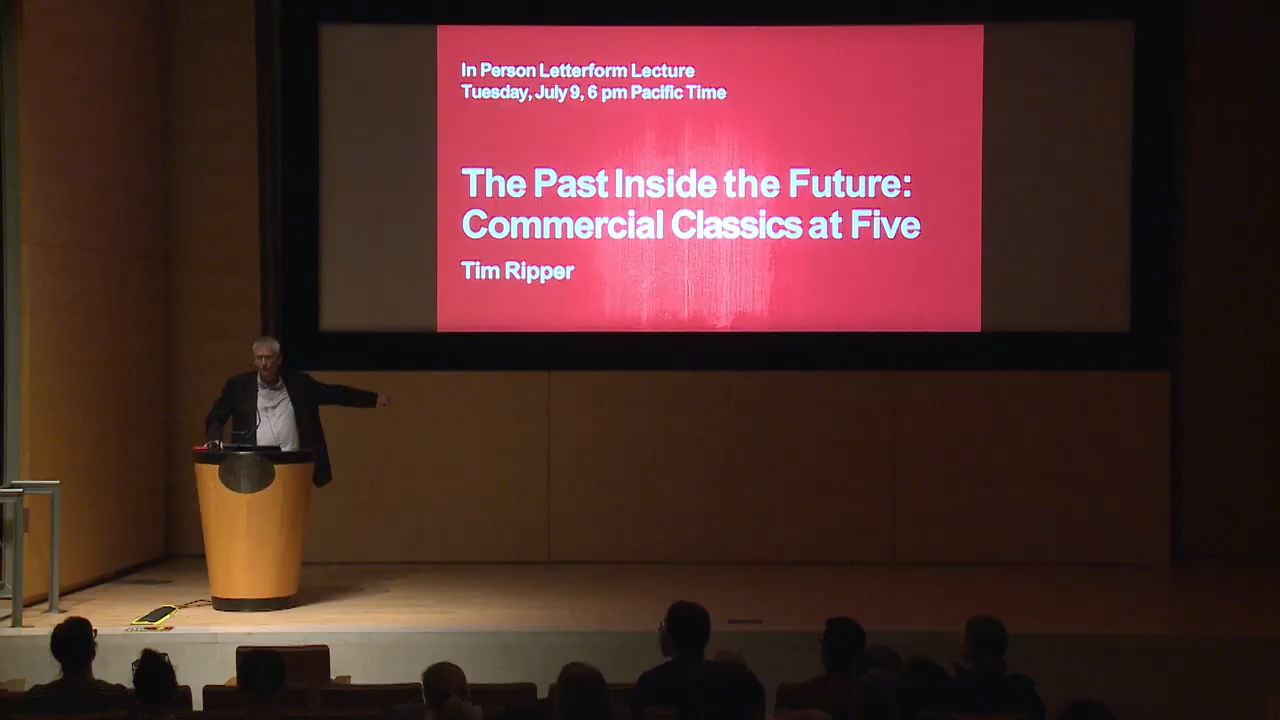 In Person Letterform Lecture
Tuesday, July 9, 6 pm Pacific Time
The Past Inside the Future:
Commercial Classics at Five
Tim Ripper